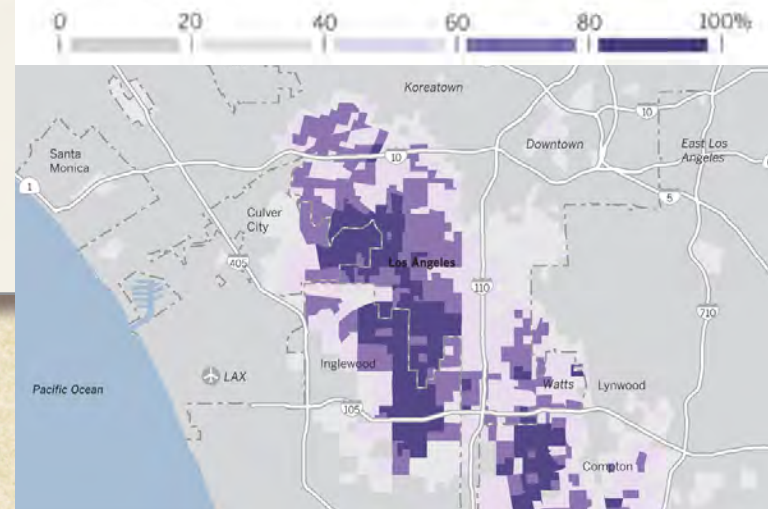 0 20 40 60 80 100%
Koreatown
10
Santa
Monica
Downtown
East Los
Angeles
10
1
5
Culver
City
405
Los Angeles
110
710
Inglewood
LAX
Watts
Lynwood
Pacific Ocean
105
Compton